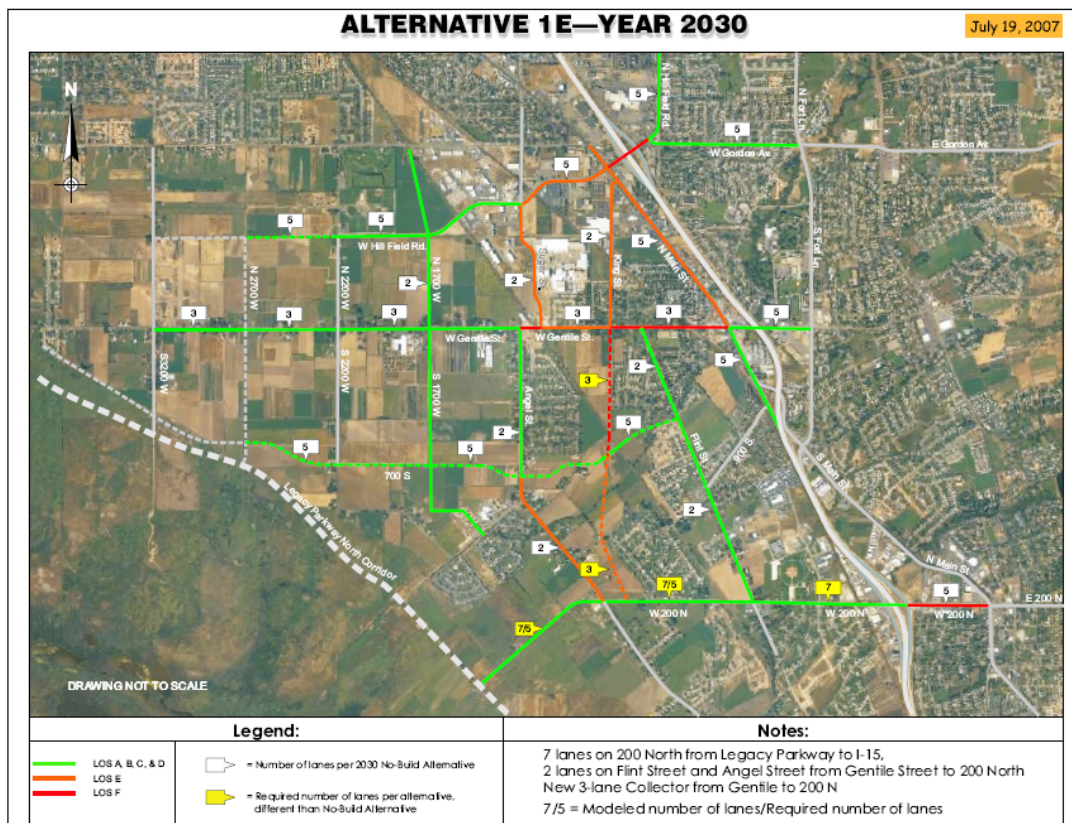 ALTERNATIVE 1E—YEAR 2030
July 19, 2007
N
N Hill Field Rd.
5
N Fort Ln
5
W Gordon Av.
E Gordon Av.
5
5
5
W Hill Field Rd.
2
N 2700 W
N 2200 W
N 1700 W
2
2
Sugar St.
King St.
5
N Main St.
S Fort Ln
3
3
3
W Gentile St.
3
W Gentile St.
3
5
S3200 W
S 2200 W
S 1700 W
Angel St.
2
3
2
5
5
5
5
700 S
Flint St.
900 S
S Main St.
Legacy Parkway North Corridor
2
2
3
7/5
7
N Main St.
5
E 200 N
W 200 N
W 200 N
W 200 N
7/5
DRAWING NOT TO SCALE
Legend:
LOS A, B, C, & D
LOS E
LOS F
= Number of lanes per 2030 No-Build Alternative
= Required number of lanes per alternative,
different than No-Build Alternative
Notes:
7 lanes on 200 North from Legacy Parkway to I-15,
2 lanes on Flint Street and Angel Street from Gentile Street to 200 North
New 3-lane Collector from Gentile to 200 N
7/5 = Modeled number of lanes/Required number of lanes